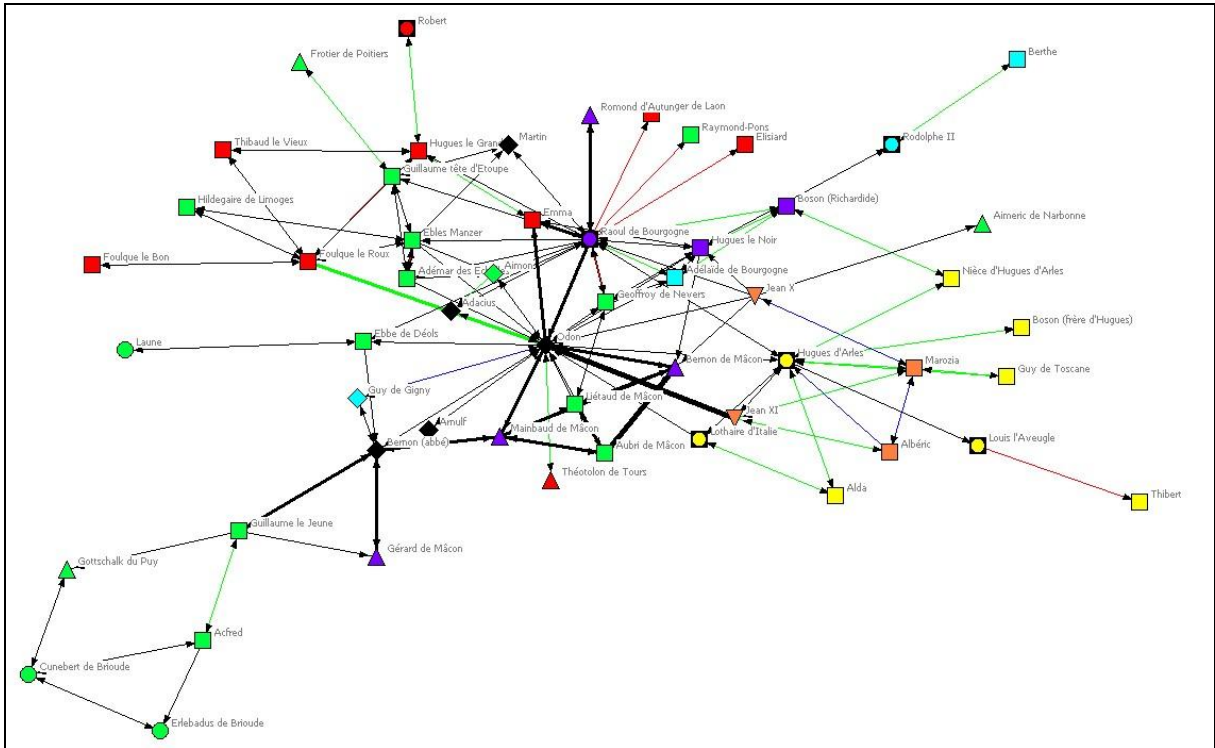 Robert
Frotier de Poitiers
Berthe
Romond d'Autunger de Laon
Raymond-Pons
Elisiard
Rodolphe II
Thibaud le Vieux
Hugues le Grand
Martin
Guillaume tête d'Etoupe
Hildegaire de Limoges
Emma
Raoul de Bourgogne
Boson (Richardide)
Aimeric de Narbonne
Ebles Manzer
Hugues le Noir
Foulque le Bon
Foulque le Roux
Adémar des
Aimons
Adélaïde de Bourgogne
Nièce d'Hugues d'Arles
Jean X
Geoffroy de Nevers
Adacius
Boson (frère d'Hugues)
Laune
Ebbe de Déols
Odon
Bernon de Mâcon
Hugues d'Arles
Marozia
Guy de Toscane
Guy de Gigny
Liétaud de Mâcon
Jean XI
Arnulf
Mainbaud de Mâcon
Lothaire d'Italie
Albéric
Louis l'Aveugle
Bernon (abbé)
Aubri de Mâcon
Théotolon de Tours
Alda
Thibert
Guillaume le Jeune
Gérard de Mâcon
Gottschalk du Puy
Acfred
Cunebert de Brioude
Erlebadus de Brioude